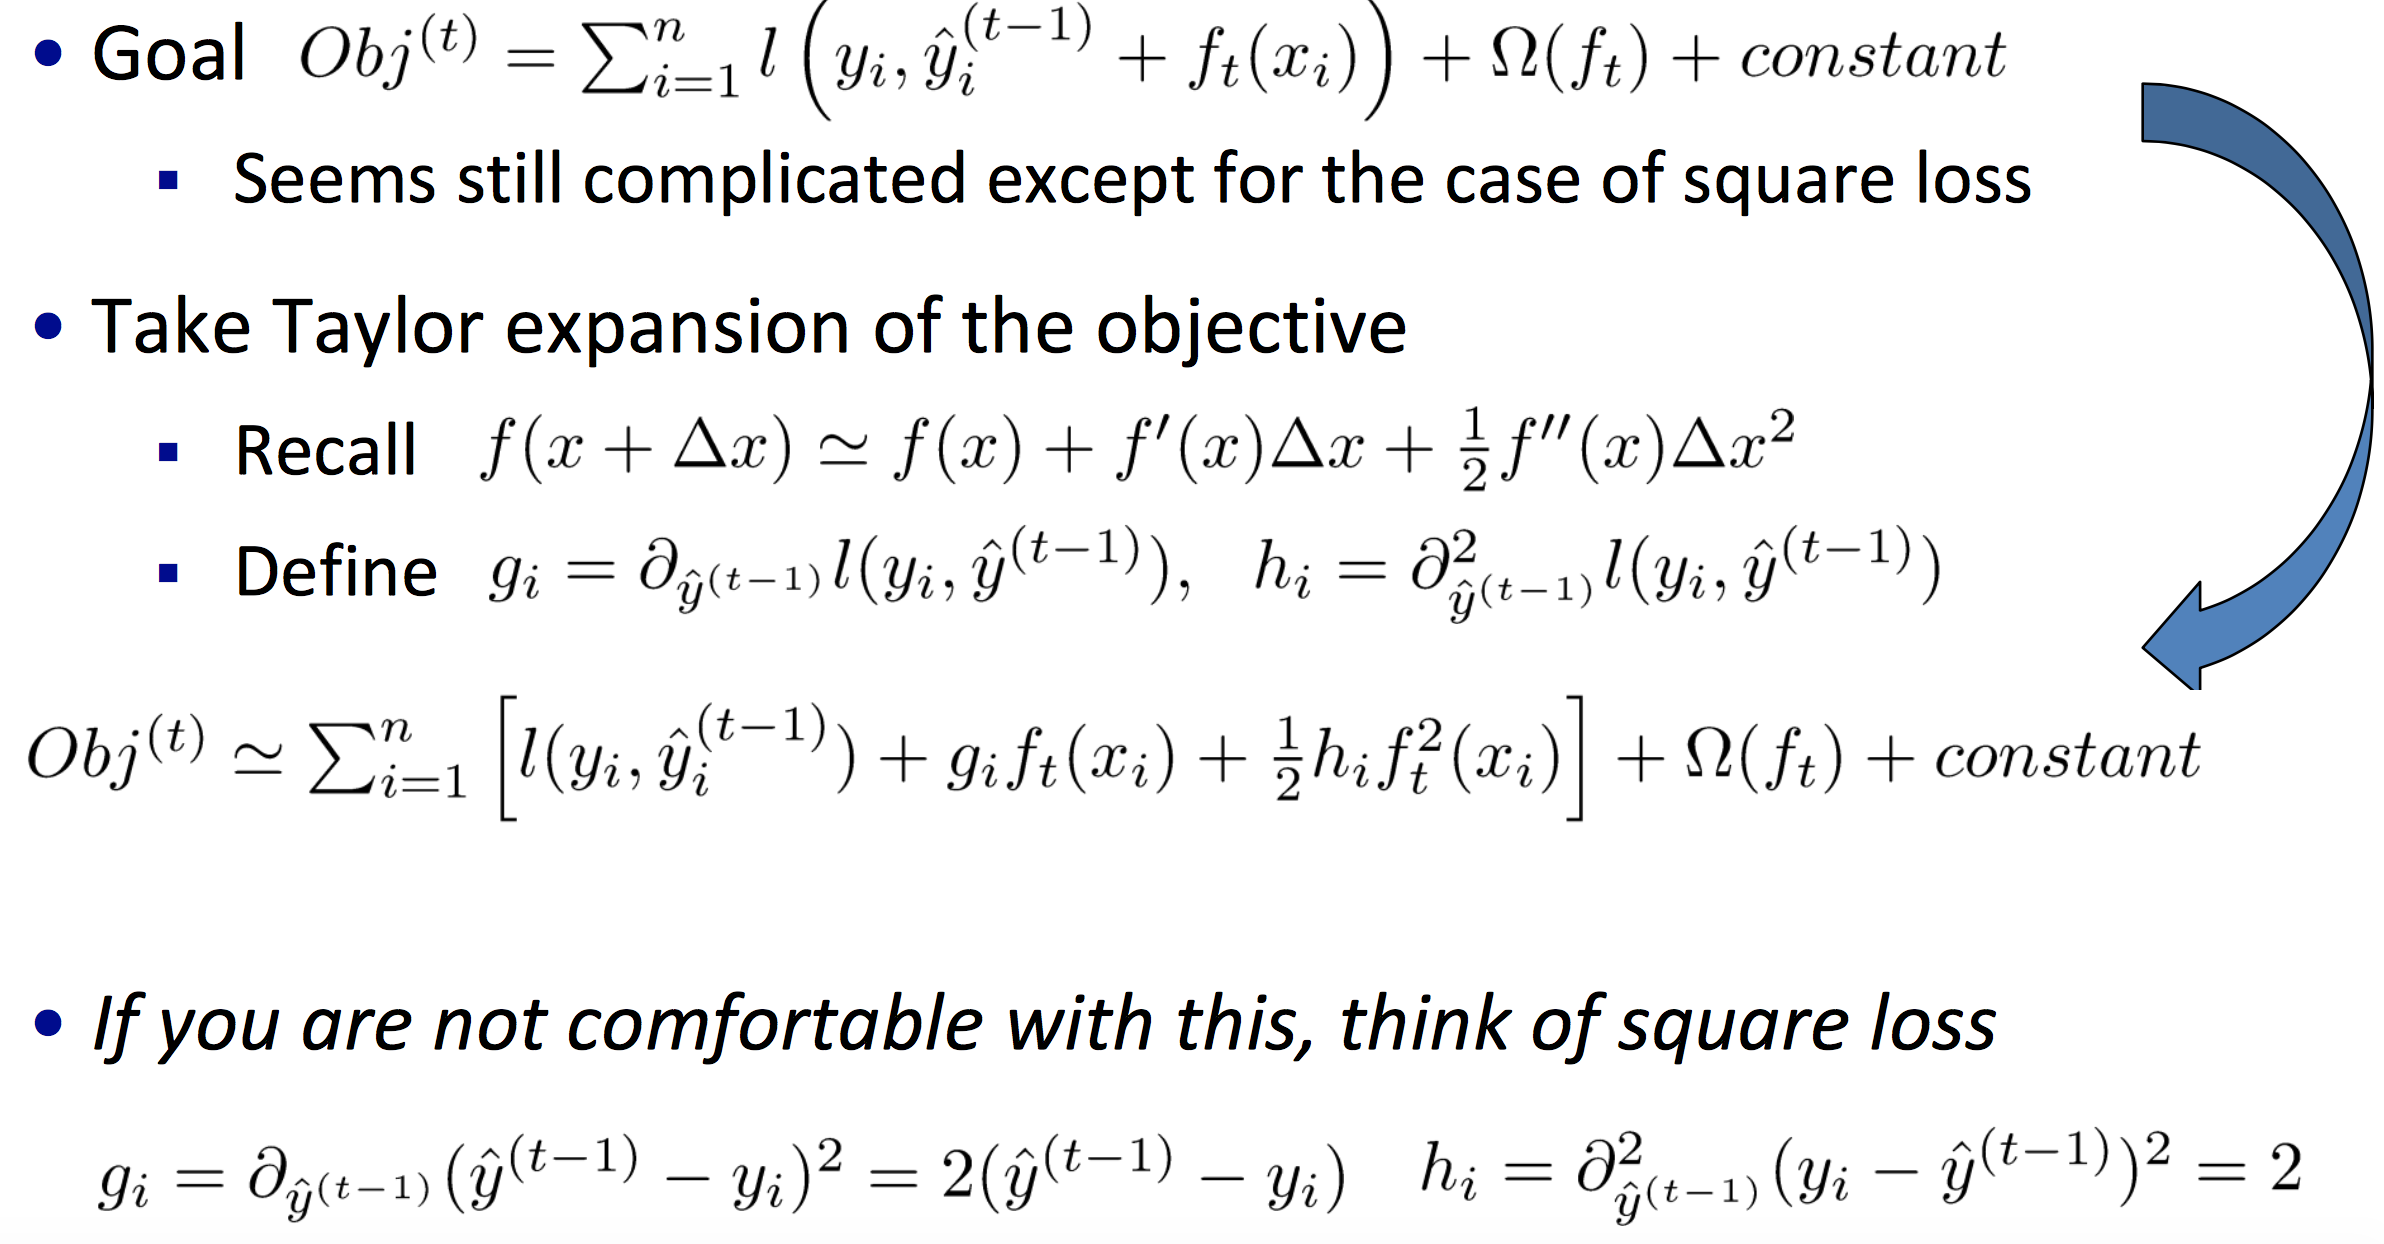 • Goal $Obj^{(t)} = \sum_{i=1}^{n} l\left(y_i, \hat{y}_i^{(t-1)} + f_t(x_i)\right) + \Omega(f_t) + constant$
▪ Seems still complicated except for the case of square loss
• Take Taylor expansion of the objective
▪ Recall $f(x + \Delta x) \simeq f(x) + f'(x)\Delta x + \frac{1}{2} f''(x)\Delta x^2$
▪ Define $g_i = \partial_{\hat{y}^{(t-1)}} l(y_i, \hat{y}^{(t-1)}), \quad h_i = \partial^2_{\hat{y}^{(t-1)}} l(y_i, \hat{y}^{(t-1)})$
$Obj^{(t)} \simeq \sum_{i=1}^{n} \left[ l(y_i, \hat{y}_i^{(t-1)}) + g_i f_t(x_i) + \frac{1}{2} h_i f_t^2(x_i) \right] + \Omega(f_t) + constant$
• If you are not comfortable with this, think of square loss
$g_i = \partial_{\hat{y}^{(t-1)}} (\hat{y}^{(t-1)} - y_i)^2 = 2(\hat{y}^{(t-1)} - y_i) \quad h_i = \partial^2_{\hat{y}^{(t-1)}} (y_i - \hat{y}^{(t-1)})^2 = 2$